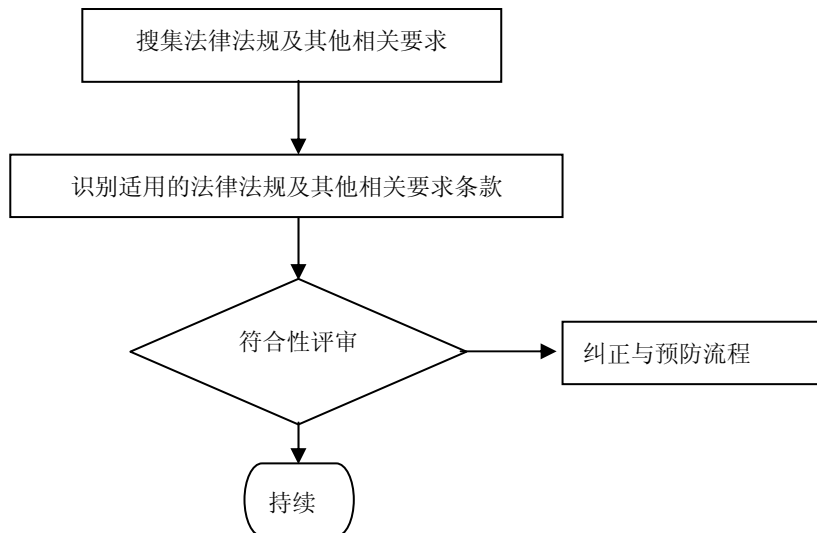 搜集法律法规及其他相关要求
识别适用的法律法规及其他相关要求条款
符合性评审
纠正与预防流程
持续